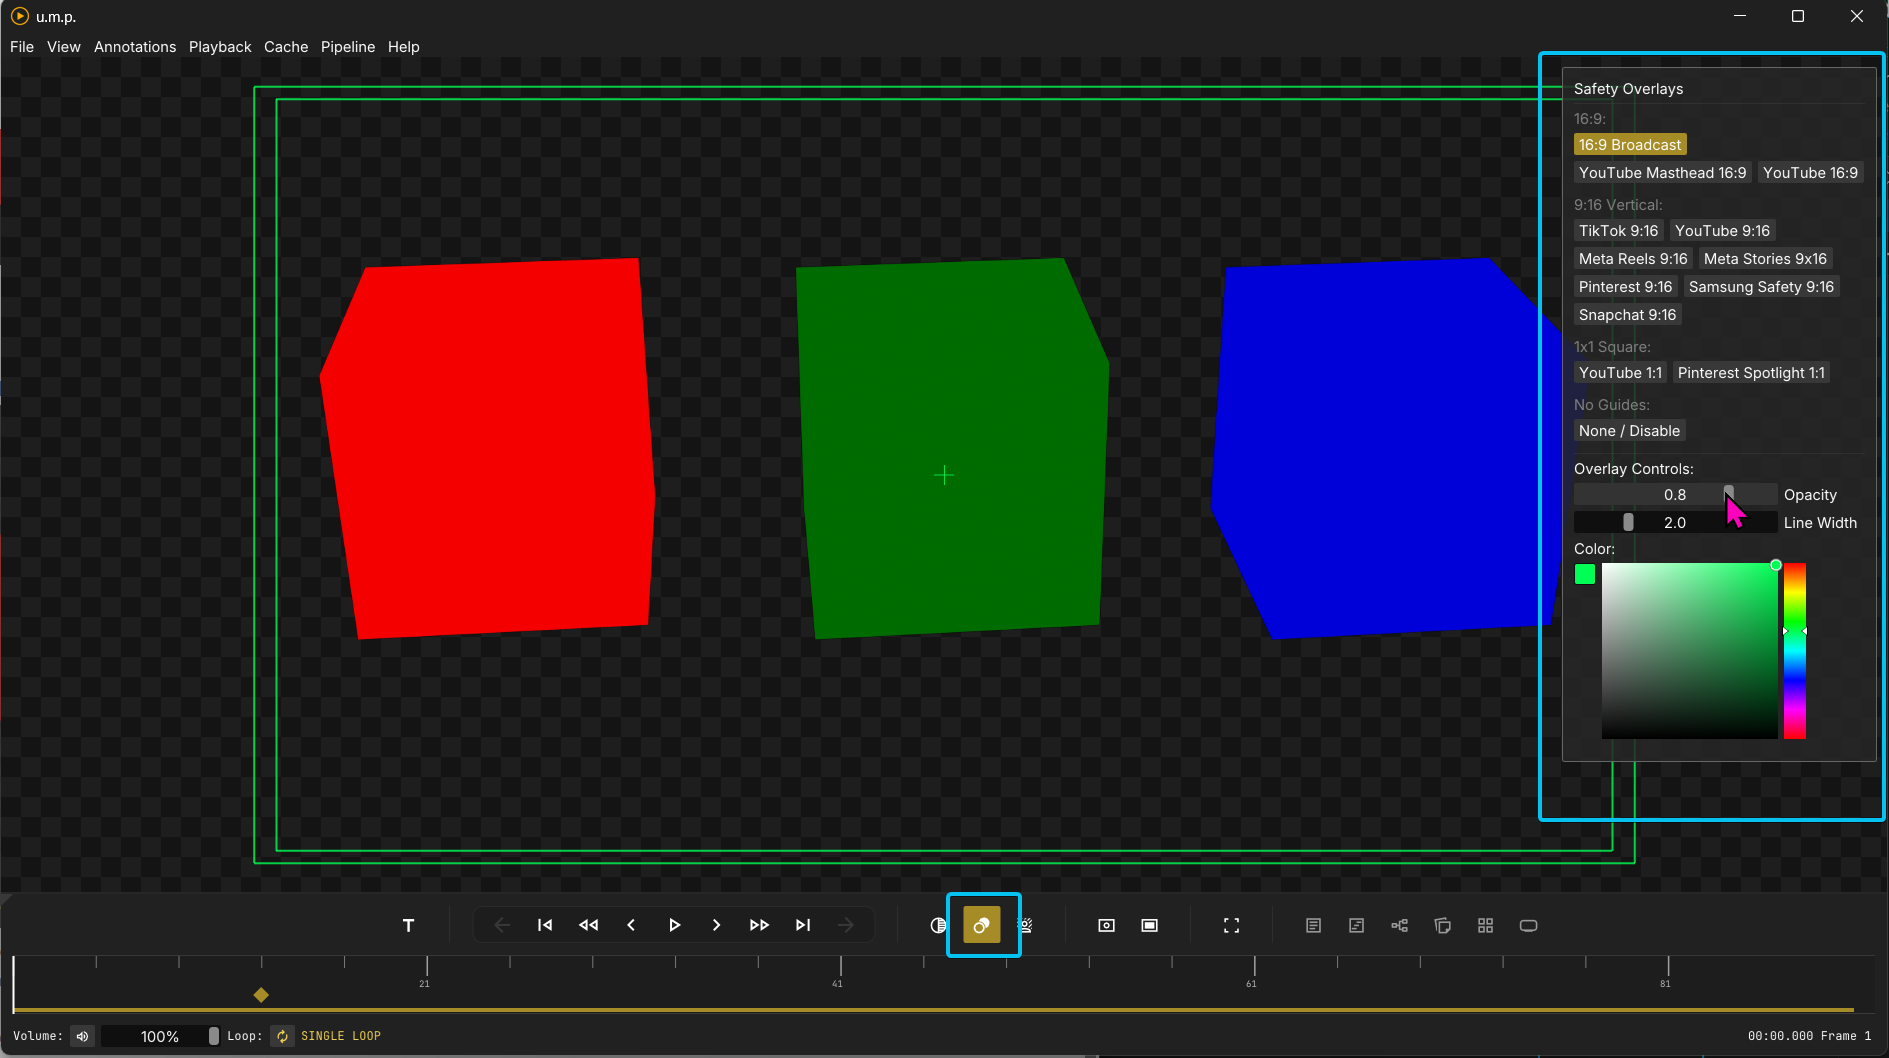 u.m.p.
File View Annotations Playback Cache Pipeline Help
Safety Overlays
16:9:
16:9 Broadcast
YouTube Masthead 16:9 YouTube 16:9
9:16 Vertical:
TikTok 9:16 YouTube 9:16
Meta Reels 9:16 Meta Stories 9x16
Pinterest 9:16 Samsung Safety 9:16
Snapchat 9:16
1x1 Square:
YouTube 1:1 Pinterest Spotlight 1:1
No Guides:
None / Disable
Overlay Controls:
0.8 Opacity
2.0 Line Width
Color:
T
21 41 61 81
Volume: 100% Loop: SINGLE LOOP 00:00.000 Frame 1